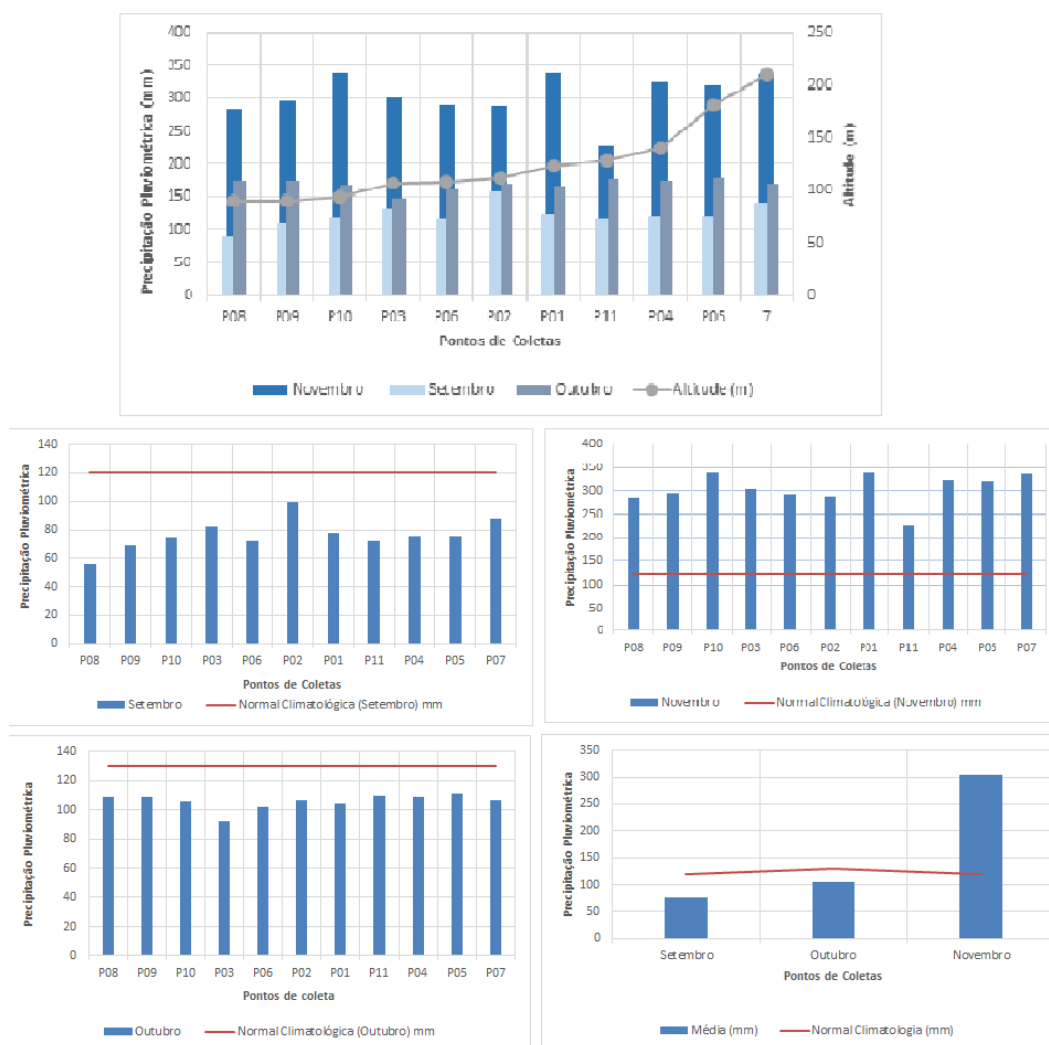 Precipitação Pluviométrica (mm)
400
350
300
250
200
150
100
50
0
250
200
150
100
50
0
Altitude (m)
P08 P09 P10 P03 P06 P02 P01 P11 P04 P05 7
Pontos de Coletas
Novembro Setembro Outubro Altitude (m)
Precipitação Pluviométrica
140
120
100
80
60
40
20
0
P08 P09 P10 P03 P06 P02 P01 P11 P04 P05 P07
Pontos de Coletas
Setembro Normal Climatológica (Setembro) mm
Precipitação Pluviométrica
400
350
300
250
200
150
100
50
0
P08 P09 P10 P03 P06 P02 P01 P11 P04 P05 P07
Pontos de Coletas
Novembro Normal Climatológica (Novembro) mm
Precipitação Pluviométrica
140
120
100
80
60
40
20
0
P08 P09 P10 P03 P06 P02 P01 P11 P04 P05 P07
Pontos de coleta
Outubro Normal Climatológica (Outubro) mm
Precipitação Pluviométrica
350
300
250
200
150
100
50
0
Setembro Outubro Novembro
Pontos de Coletas
Média (mm) Normal Climatologia (mm)